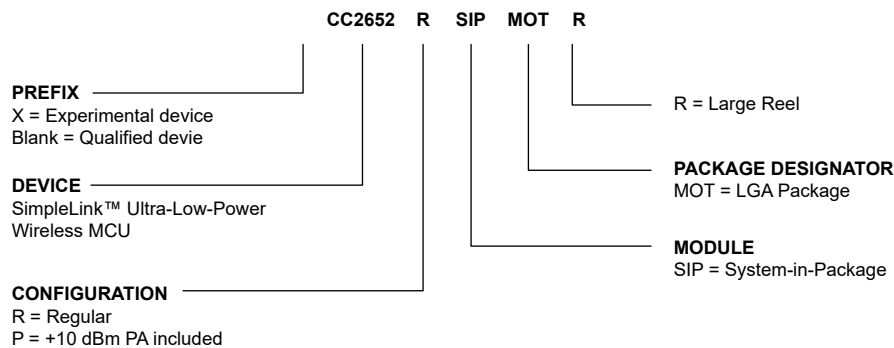 CC2652 R SIP MOT R
PREFIX
X = Experimental device
Blank = Qualified devie
DEVICE
SimpleLink™ Ultra-Low-Power
Wireless MCU
CONFIGURATION
R = Regular
P = +10 dBm PA included
R = Large Reel
PACKAGE DESIGNATOR
MOT = LGA Package
MODULE
SIP = System-in-Package